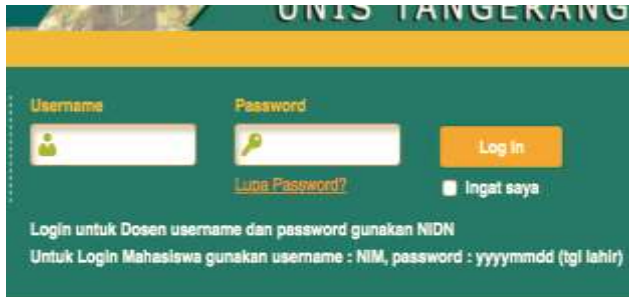 UNIS TANGERANG
Username Password
Log in
Lupa Password? Ingat saya
Login untuk Dosen username dan password gunakan NIDN
Untuk Login Mahasiswa gunakan username : NIM, password : yyyymmdd (tgl lahir)